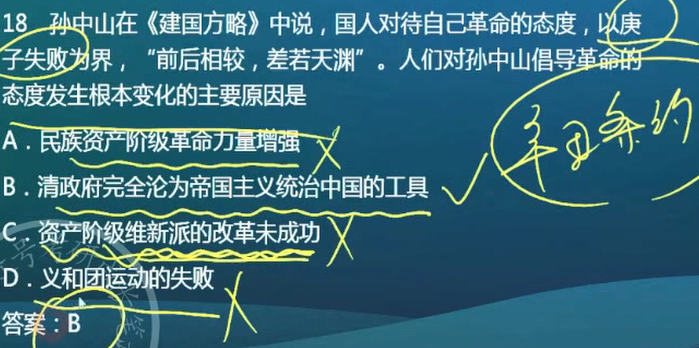 18 孙中山在《建国方略》中说，国人对待自己革命的态度，以庚
子失败为界，“前后相较，差若天渊”。人们对孙中山倡导革命的
态度发生根本变化的主要原因是
A．民族资产阶级革命力量增强
B．清政府完全沦为帝国主义统治中国的工具
C．资产阶级维新派的改革未成功
D．义和团运动的失败
答案：B
辛丑条约